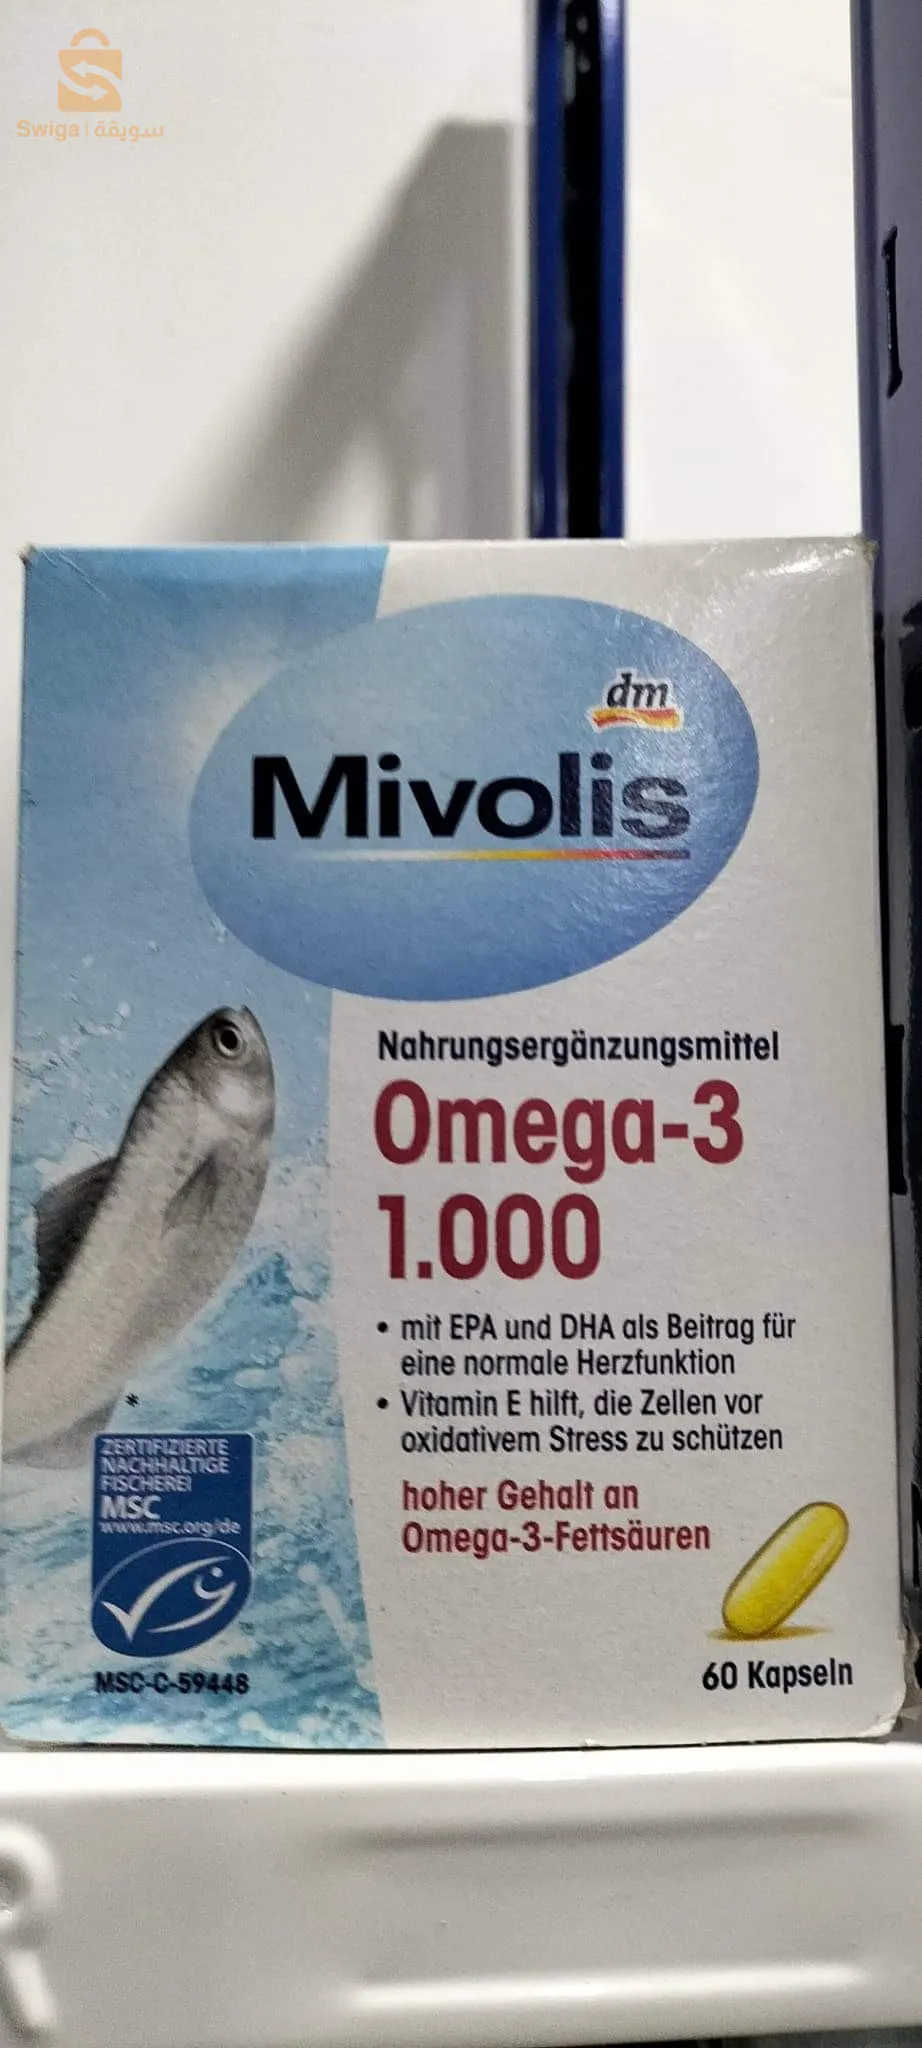 Swiga | سويقة
dm
Mivolis
Nahrungsergänzungsmittel
Omega-3
1.000
• mit EPA und DHA als Beitrag für
eine normale Herzfunktion
• Vitamin E hilft, die Zellen vor
oxidativem Stress zu schützen
hoher Gehalt an
Omega-3-Fettsäuren
60 Kapseln
*
ZERTIFIZIERTE
NACHHALTIGE
FISCHEREI
MSC
www.msc.org/de
TM
MSC-C-59448